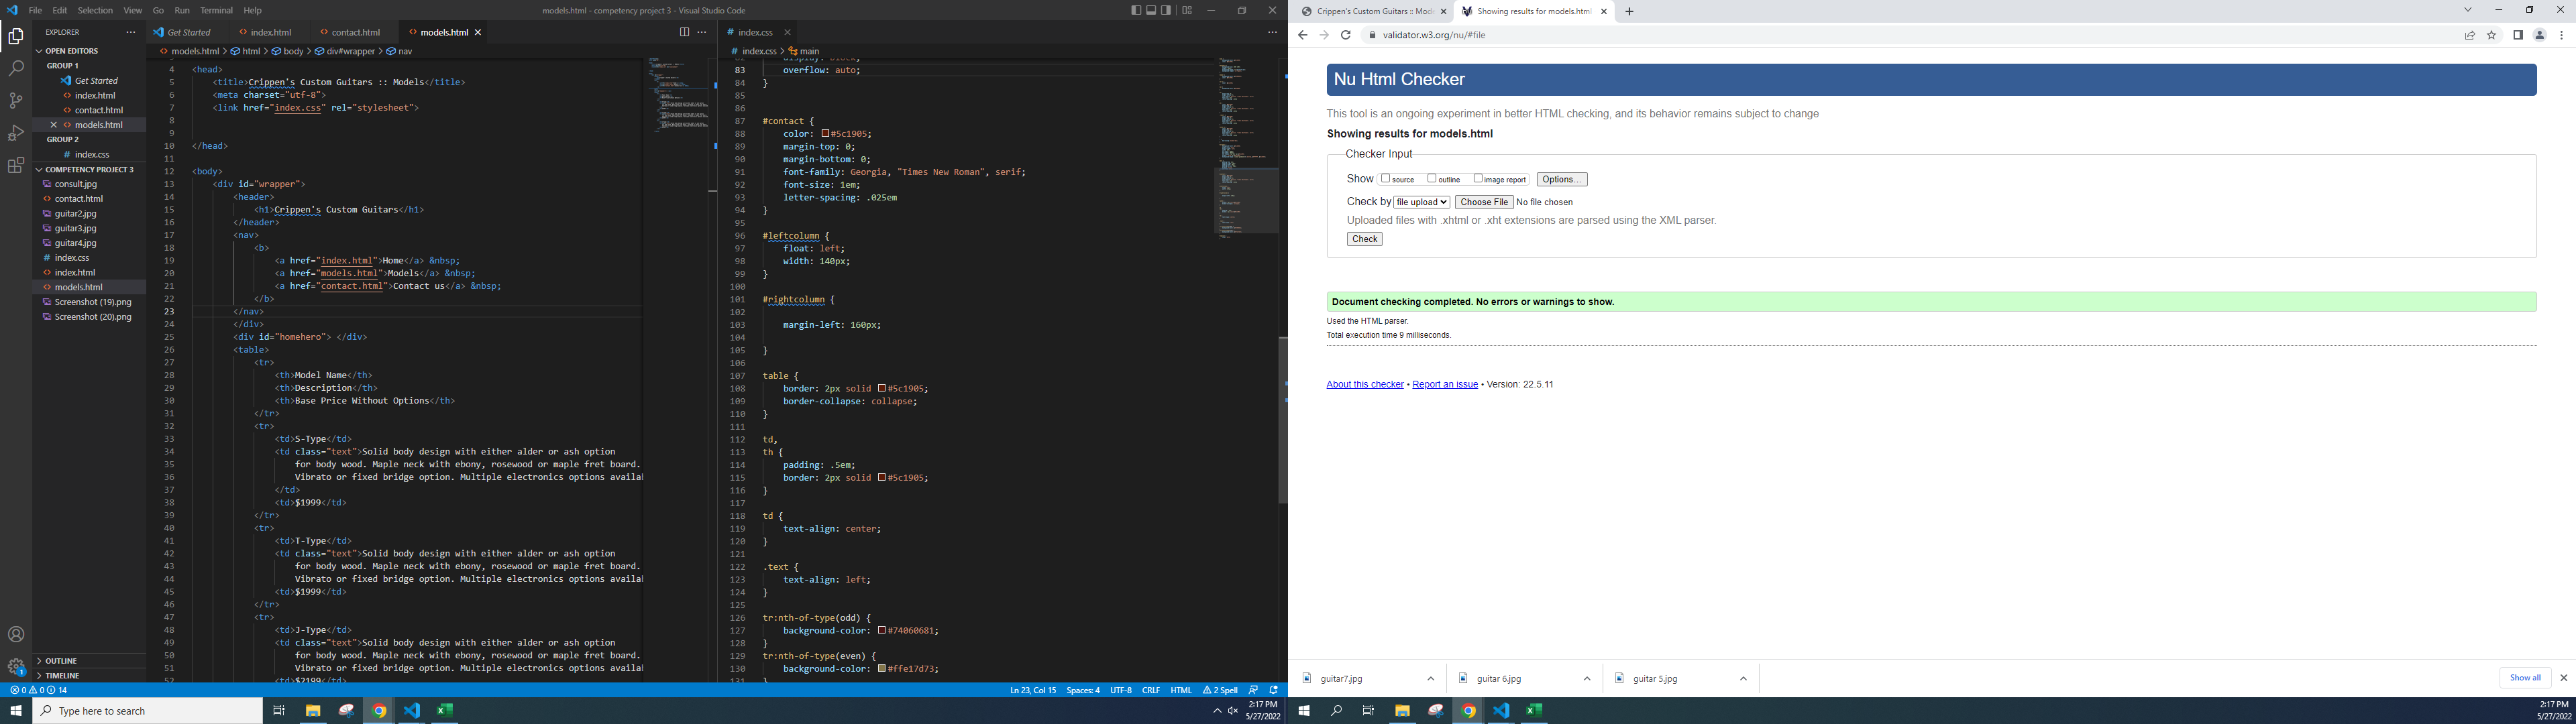 File Edit Selection View Go Run Terminal Help
models.html - competency project 3 - Visual Studio Code
EXPLORER
OPEN EDITORS
GROUP 1
Get Started
index.html
contact.html
models.html
GROUP 2
index.css
COMPETENCY PROJECT 3
consult.jpg
contact.html
guitar2.jpg
guitar3.jpg
guitar4.jpg
index.css
index.html
models.html
Screenshot (19).png
Screenshot (20).png
OUTLINE
TIMELINE
Get Started index.html contact.html models.html
models.html > html > body > div#wrapper > nav
4 <head>
5 <title>Crippen's Custom Guitars :: Models</title>
6 <meta charset="utf-8">
7 <link href="index.css" rel="stylesheet">
8
9
10 </head>
11
12 <body>
13 <div id="wrapper">
14 <header>
15 <h1>Crippen's Custom Guitars</h1>
16 </header>
17 <nav>
18 <b>
19 <a href="index.html">Home</a> &nbsp;
20 <a href="models.html">Models</a> &nbsp;
21 <a href="contact.html">Contact us</a> &nbsp;
22 </b>
23 </nav>
24 </div>
25 <div id="homehero"> </div>
26 <table>
27 <tr>
28 <th>Model Name</th>
29 <th>Description</th>
30 <th>Base Price Without Options</th>
31 </tr>
32 <tr>
33 <td>S-Type</td>
34 <td class="text">Solid body design with either alder or ash option
35 for body wood. Maple neck with ebony, rosewood or maple fret board.
36 Vibrato or fixed bridge option. Multiple electronics options availa
37 </td>
38 <td>$1999</td>
39 </tr>
40 <tr>
41 <td>T-Type</td>
42 <td class="text">Solid body design with either alder or ash option
43 for body wood. Maple neck with ebony, rosewood or maple fret board.
44 Vibrato or fixed bridge option. Multiple electronics options availa
45 <td>$1999</td>
46 </tr>
47 <tr>
48 <td>J-Type</td>
49 <td class="text">Solid body design with either alder or ash option
50 for body wood. Maple neck with ebony, rosewood or maple fret board.
51 Vibrato or fixed bridge option. Multiple electronics options availa
52 <td>$2199</td>
index.css
index.css > main
82 display: block;
83 overflow: auto;
84 }
85
86
87 #contact {
88 color: #5c1905;
89 margin-top: 0;
90 margin-bottom: 0;
91 font-family: Georgia, "Times New Roman", serif;
92 font-size: 1em;
93 letter-spacing: .025em
94 }
95
96 #leftcolumn {
97 float: left;
98 width: 140px;
99 }
100
101 #rightcolumn {
102
103 margin-left: 160px;
104
105 }
106
107 table {
108 border: 2px solid #5c1905;
109 border-collapse: collapse;
110 }
111
112 td,
113 th {
114 padding: .5em;
115 border: 2px solid #5c1905;
116 }
117
118 td {
119 text-align: center;
120 }
121
122 .text {
123 text-align: left;
124 }
125
126 tr:nth-of-type(odd) {
127 background-color: #74060681;
128 }
129 tr:nth-of-type(even) {
130 background-color: #ffe17d73;
131 }
0 0 14
Ln 23, Col 15 Spaces: 4 UTF-8 CRLF HTML 2 Spell
Type here to search
2:17 PM
5/27/2022
Crippen's Custom Guitars :: Mode
Showing results for models.html
validator.w3.org/nu/#file
Nu Html Checker
This tool is an ongoing experiment in better HTML checking, and its behavior remains subject to change
Showing results for models.html
Checker Input
Show source outline image report Options...
Check by file upload Choose File No file chosen
Uploaded files with .xhtml or .xht extensions are parsed using the XML parser.
Check
Document checking completed. No errors or warnings to show.
Used the HTML parser.
Total execution time 9 milliseconds.
About this checker • Report an issue • Version: 22.5.11
guitar7.jpg
guitar 6.jpg
guitar 5.jpg
Show all
2:17 PM
5/27/2022